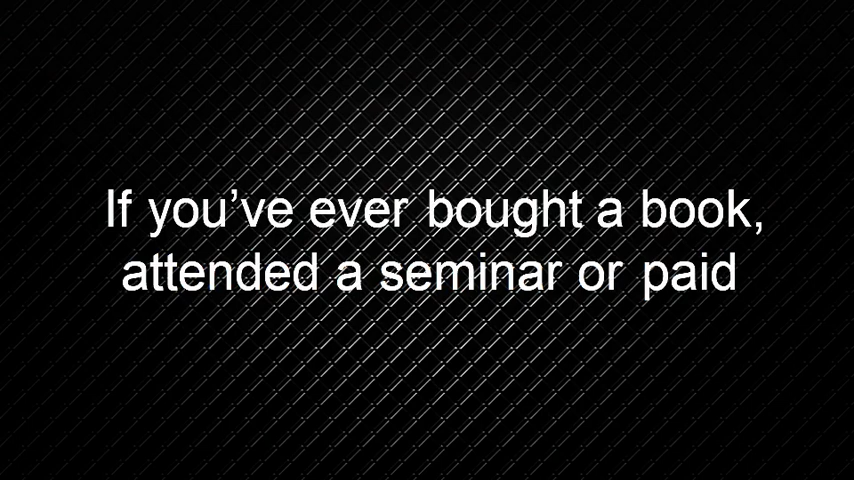 If you’ve ever bought a book,
attended a seminar or paid